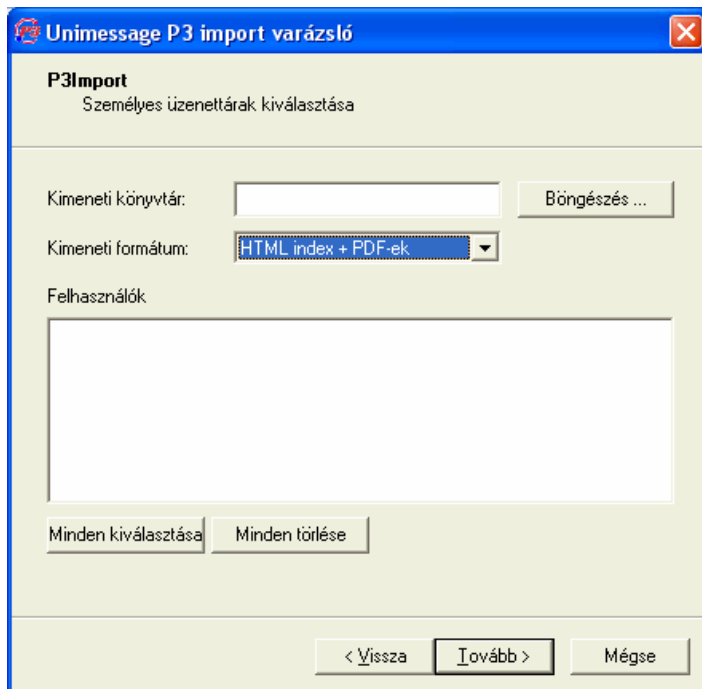 Unimessage P3 import varázsló
P3Import
Személyes üzenettárak kiválasztása
Kimeneti könyvtár:
Böngészés ...
Kimeneti formátum:
HTML index + PDF-ek
Felhasználók
Minden kiválasztása
Minden törlése
< Vissza
Tovább >
Mégse